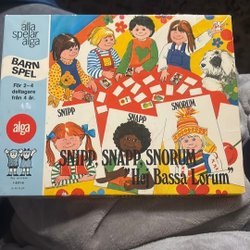 alla
spelar
alga
BARN
SPEL
För 2-4
deltagare
från 4 år.
alga
SNIPP
SNAPP
SNORUM
SNIPP, SNAPP, SNORUM
"Hej Bassa Lorum"